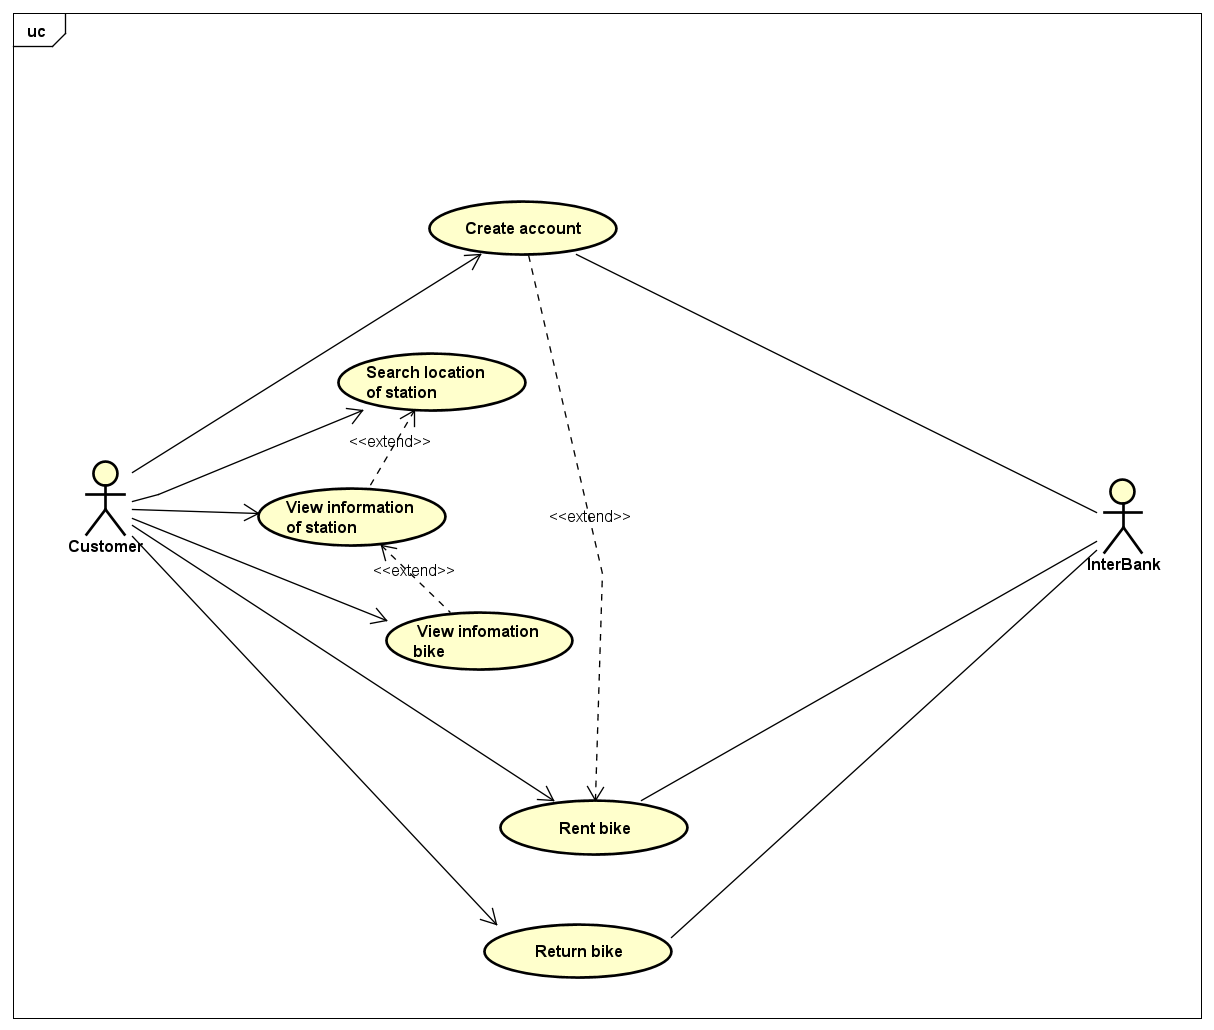 uc
Create account
Search location
of station
<<extend>>
View information
of station
<<extend>>
Customer
<<extend>>
InterBank
View infomation
bike
Rent bike
Return bike